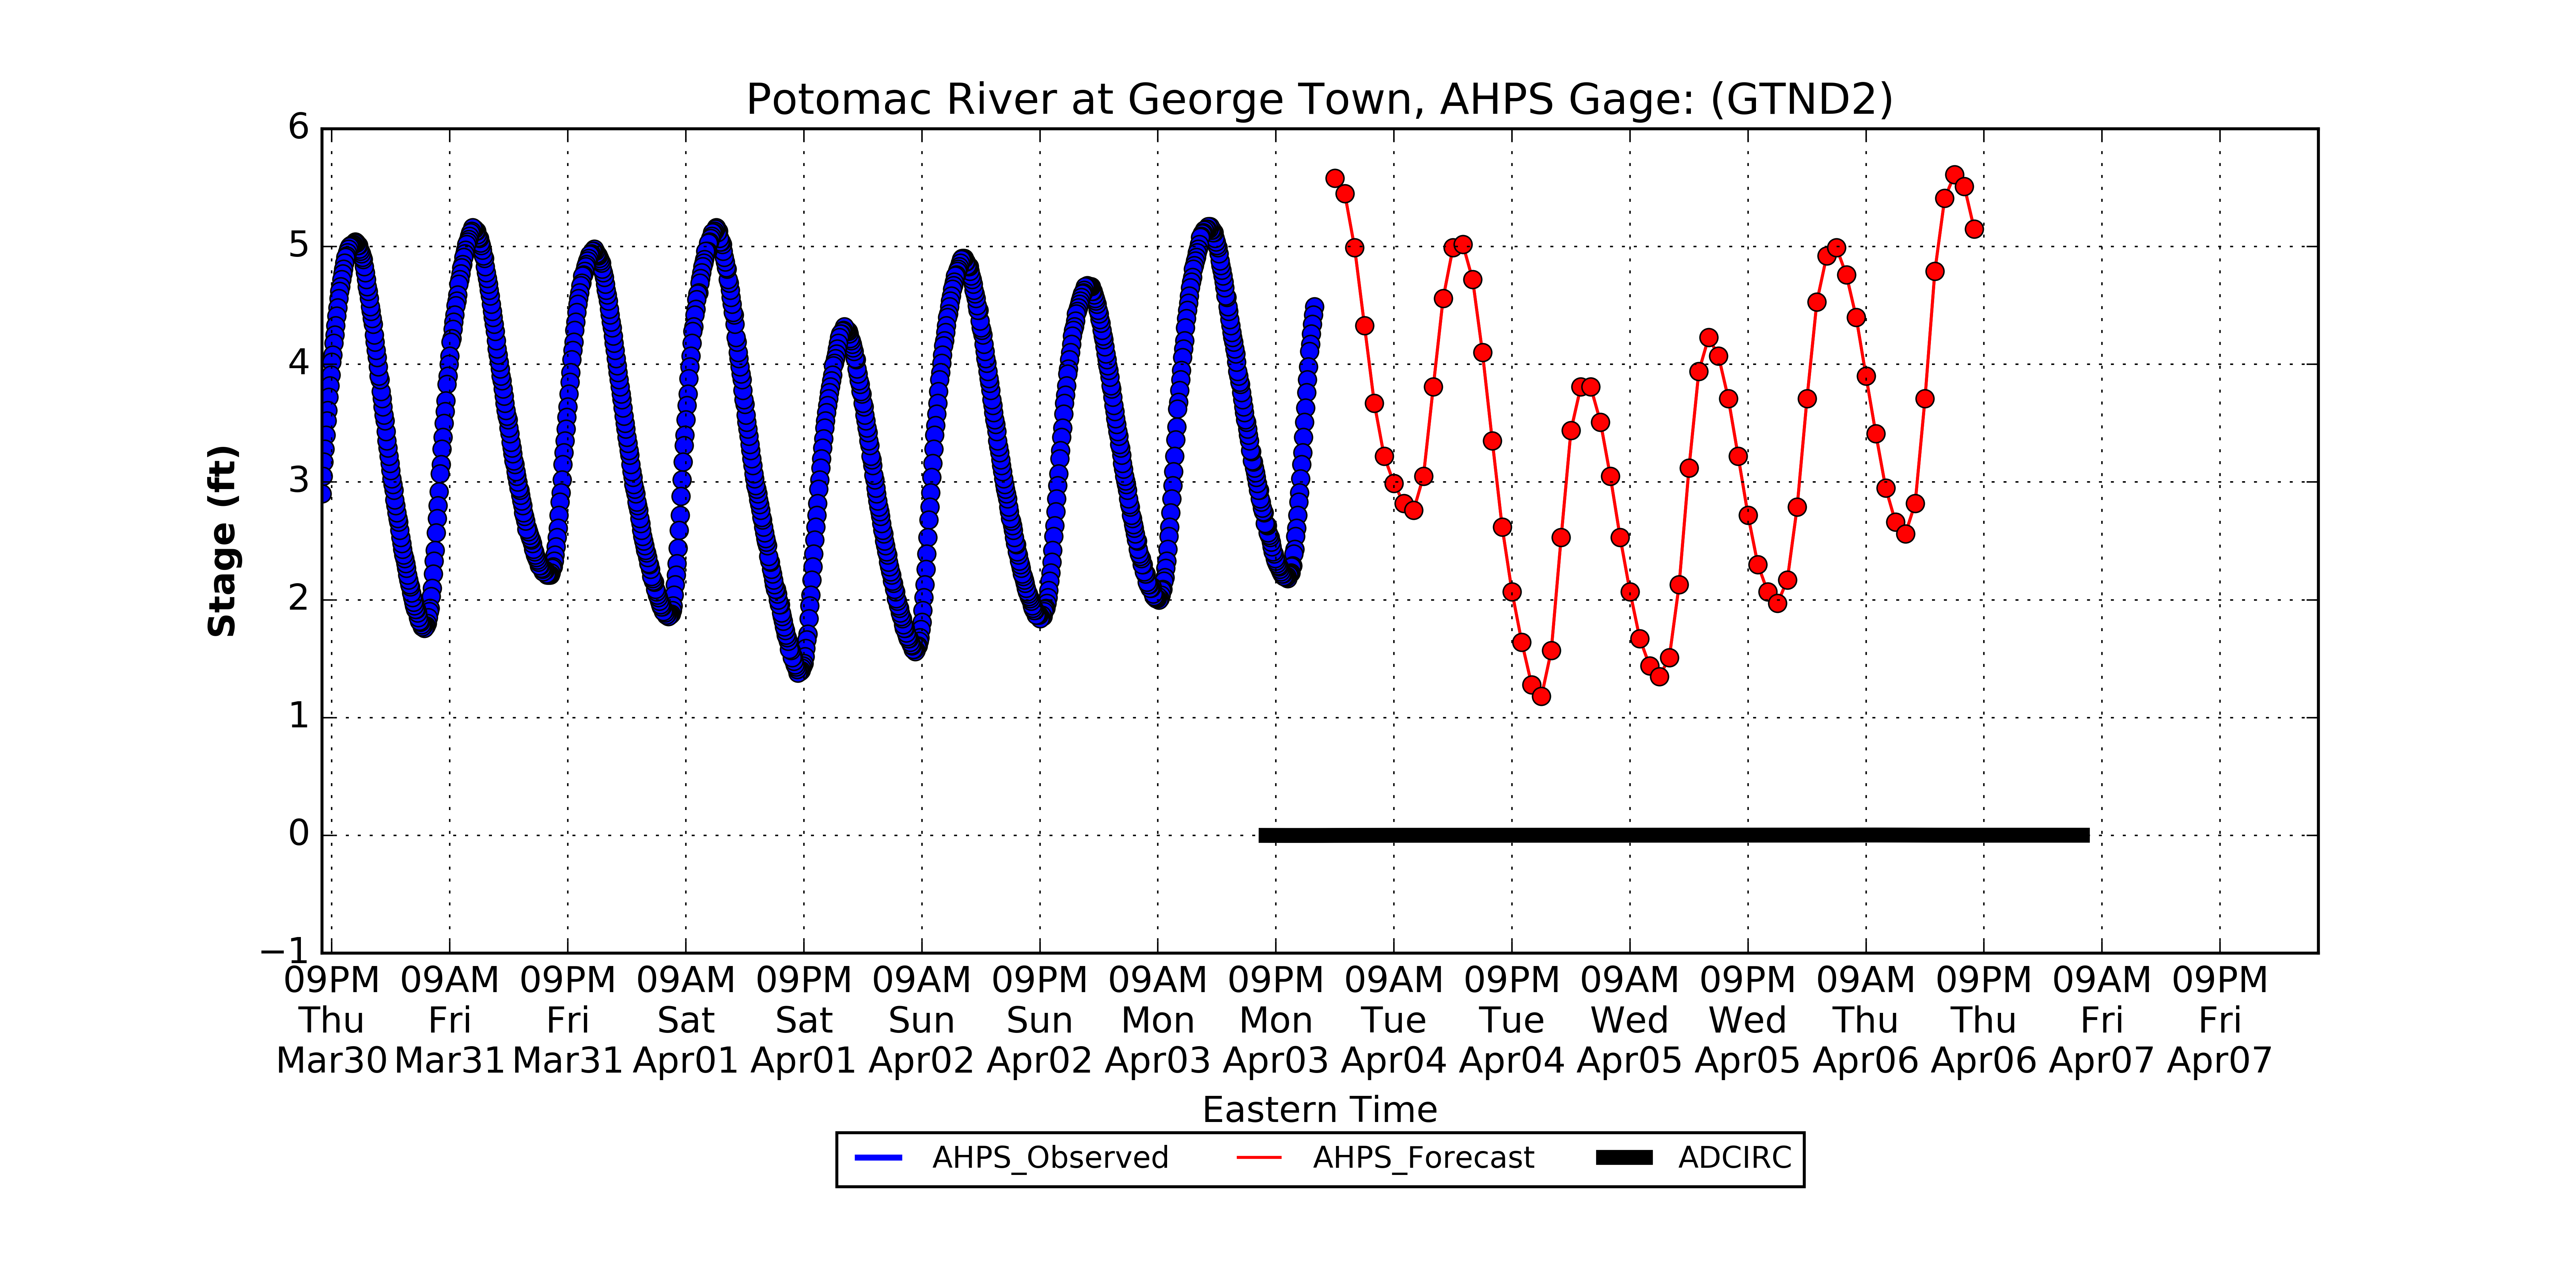 Potomac River at George Town, AHPS Gage: (GTND2)
6
5
4
3
2
1
0
−1
Stage (ft)
09PM 09AM 09PM 09AM 09PM 09AM 09PM 09AM 09PM 09AM 09PM 09AM 09PM 09AM 09PM 09AM 09PM
Thu Fri Fri Sat Sat Sun Sun Mon Mon Tue Tue Wed Wed Thu Thu Fri Fri
Mar30 Mar31 Mar31 Apr01 Apr01 Apr02 Apr02 Apr03 Apr03 Apr04 Apr04 Apr05 Apr05 Apr06 Apr06 Apr07 Apr07
Eastern Time
AHPS_Observed AHPS_Forecast ADCIRC